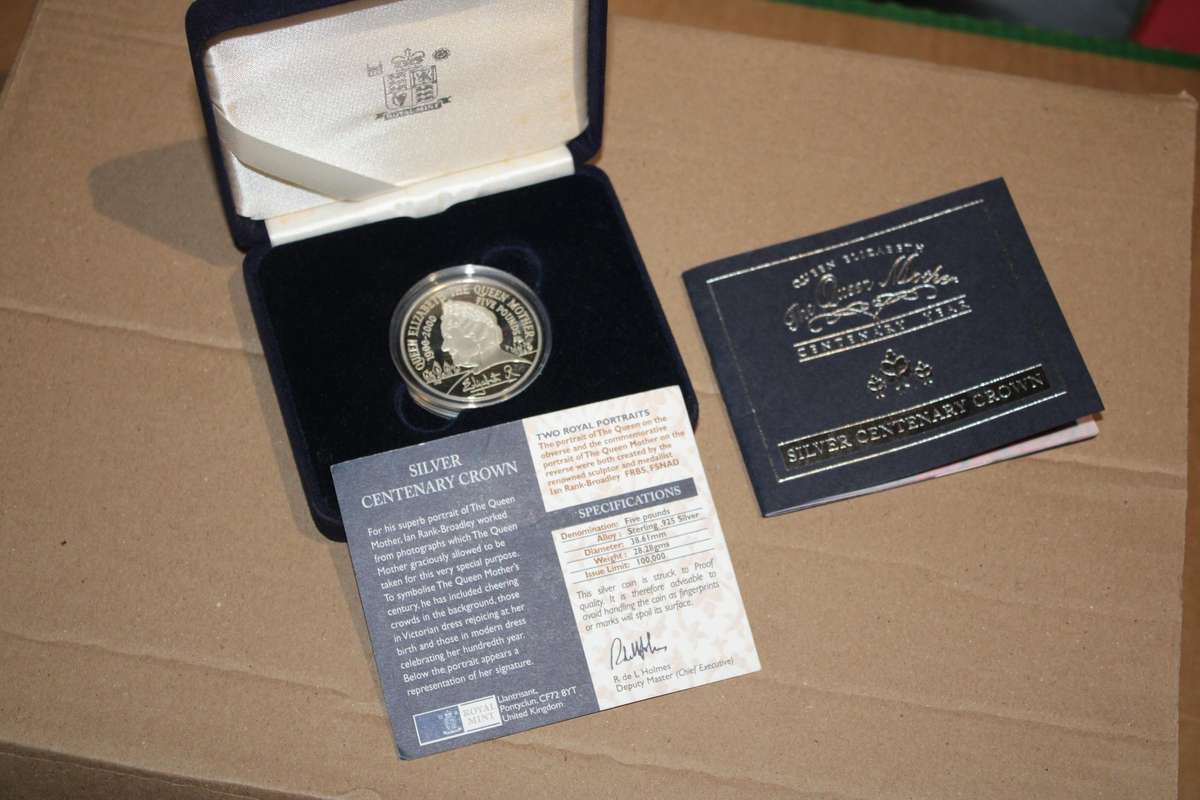 ROYAL MINT
QUEEN ELIZABETH THE QUEEN MOTHER
1900-2000
FIVE POUNDS
QUEEN ELIZABETH
The Queen Mother
CENTENARY YEAR
SILVER CENTENARY CROWN
SILVER
CENTENARY CROWN
For his superb portrait of The Queen
Mother, Ian Rank-Broadley worked
from photographs which The Queen
Mother graciously allowed to be
taken for this very special purpose.
To symbolise The Queen Mother's
century, he has included cheering
crowds in the background, those
in Victorian dress rejoicing at her
birth and those in modern dress
celebrating her hundredth year.
Below the portrait appears a
representation of her signature.
ROYAL
MINT
Llantrisant,
Pontyclun, CF72 8YT
United Kingdom
TWO ROYAL PORTRAITS
The portrait of The Queen on the
obverse and the commemorative
portrait of The Queen Mother on the
reverse were both created by the
renowned sculptor and medallist
Ian Rank-Broadley FRBS, FSNAD
SPECIFICATIONS
Denomination: Five pounds
Alloy: Sterling .925 Silver
Diameter: 38.61mm
Weight: 28.28gms
Issue Limit: 100,000
This silver coin is struck to Proof
quality. It is therefore advisable to
avoid handling the coin as fingerprints
or marks will spoil its surface.
R. de L Holmes
Deputy Master (Chief Executive)